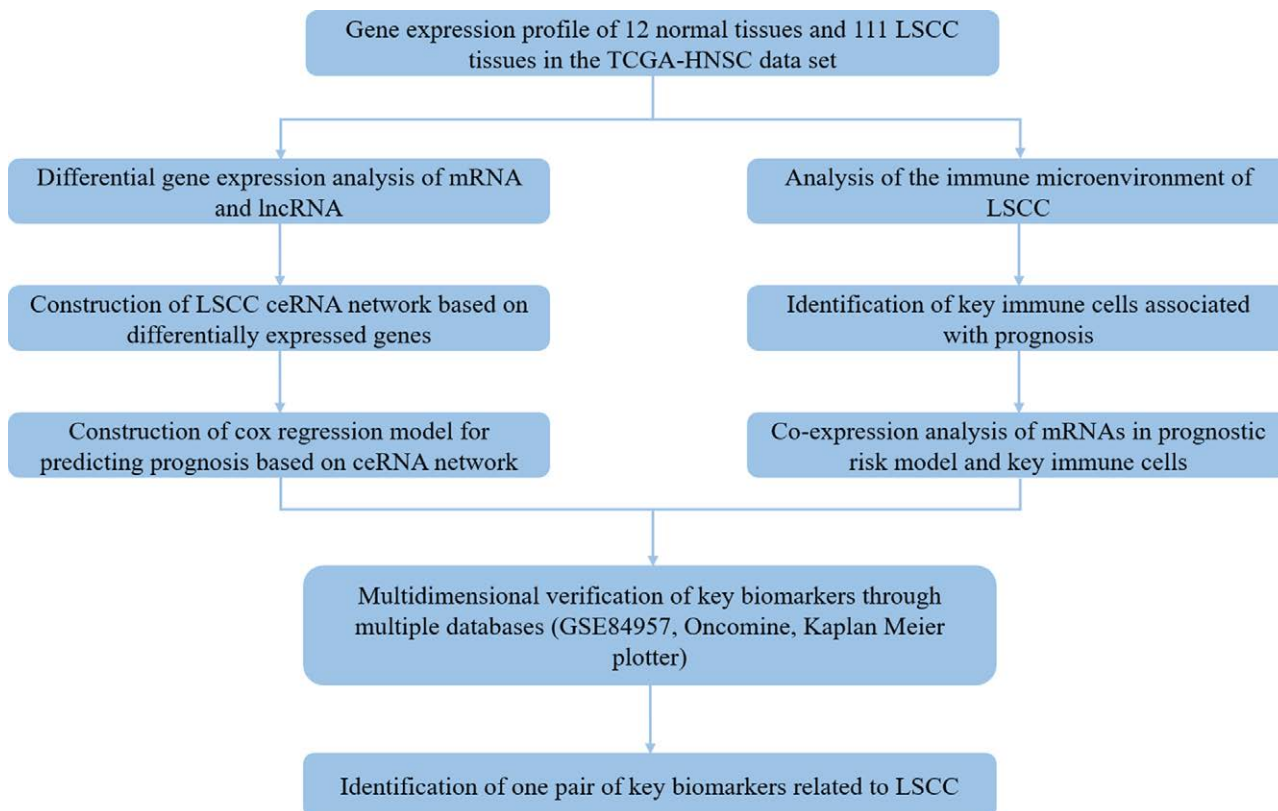 Gene expression profile of 12 normal tissues and 111 LSCC
tissues in the TCGA-HNSC data set
Differential gene expression analysis of mRNA
and lncRNA
Analysis of the immune microenvironment of
LSCC
Construction of LSCC ceRNA network based on
differentially expressed genes
Identification of key immune cells associated
with prognosis
Construction of cox regression model for
predicting prognosis based on ceRNA network
Co-expression analysis of mRNAs in prognostic
risk model and key immune cells
Multidimensional verification of key biomarkers through
multiple databases (GSE84957, Oncomine, Kaplan Meier
plotter)
Identification of one pair of key biomarkers related to LSCC